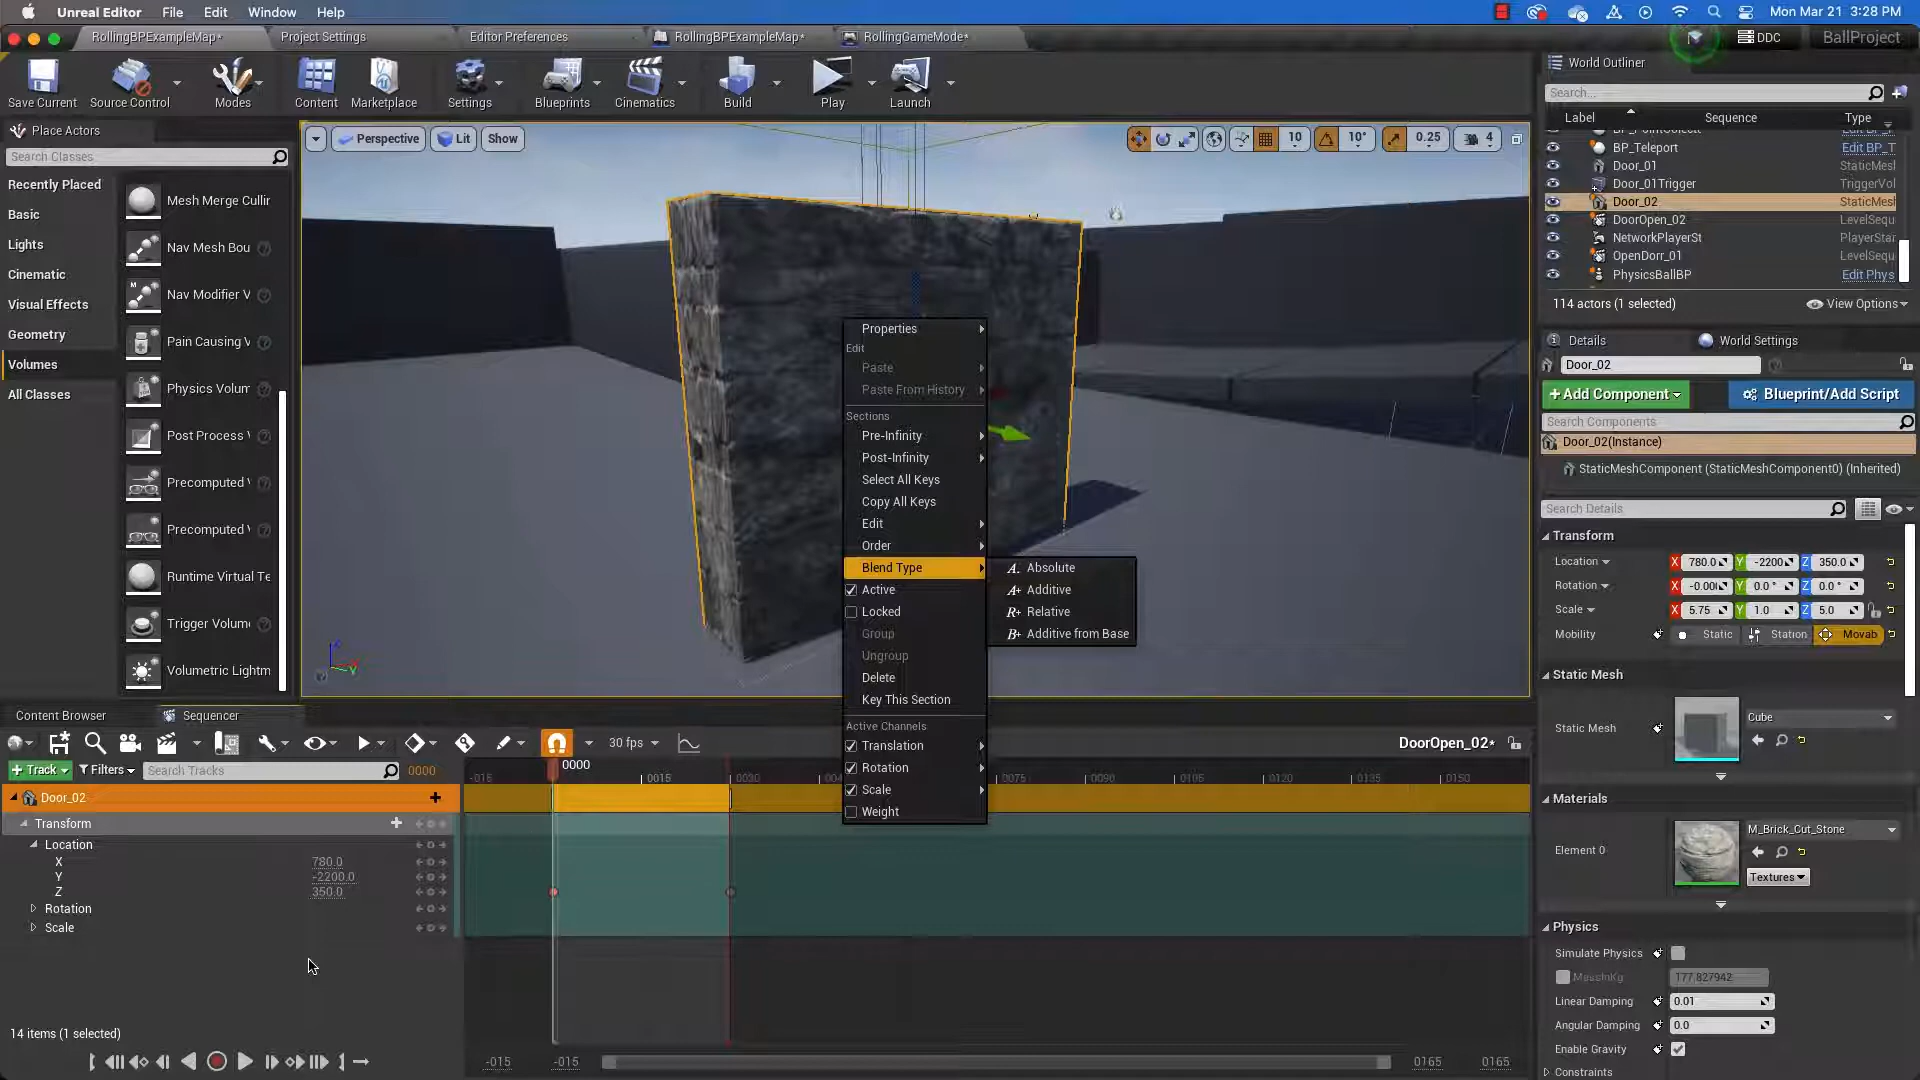 Unreal Editor File Edit Window Help
Mon Mar 21 3:28 PM
RollingBPExampleMap*
Project Settings
Editor Preferences
RollingBPExampleMap*
RollingGameMode*
DDC
BallProject
Save Current
Source Control
Modes
Content
Marketplace
Settings
Blueprints
Cinematics
Build
Play
Launch
Place Actors
Search Classes
Recently Placed
Basic
Lights
Cinematic
Visual Effects
Geometry
Volumes
All Classes
Mesh Merge Cullir
Nav Mesh Bou
Nav Modifier V
Pain Causing V
Physics Volum
Post Process V
Precomputed V
Precomputed V
Runtime Virtual Te
Trigger Volume
Volumetric Lightm
Perspective
Lit
Show
10
10°
0.25
4
Properties
Edit
Paste
Paste From History
Sections
Pre-Infinity
Post-Infinity
Select All Keys
Copy All Keys
Edit
Order
Blend Type
Active
Locked
Group
Ungroup
Delete
Key This Section
Active Channels
Translation
Rotation
Scale
Weight
A. Absolute
A+ Additive
R+ Relative
B+ Additive from Base
World Outliner
Search...
Label Sequence Type
BP_Teleport Edit BP_T
Door_01 StaticMesl
Door_01Trigger TriggerVol
Door_02 StaticMesl
DoorOpen_02 LevelSequ
NetworkPlayerSt PlayerStar
OpenDorr_01 LevelSequ
PhysicsBallBP Edit Phys
114 actors (1 selected)
View Options
Details
World Settings
Door_02
+ Add Component
Blueprint/Add Script
Search Components
Door_02(Instance)
StaticMeshComponent (StaticMeshComponent0) (Inherited)
Search Details
Transform
Location X 780.0 Y -2200 Z 350.0
Rotation X -0.00 Y 0.0 ° Z 0.0 °
Scale X 5.75 Y 1.0 Z 5.0
Mobility Static Station Movab
Static Mesh
Static Mesh
Cube
Materials
Element 0
M_Brick_Cut_Stone
Textures
Physics
Simulate Physics
MassInKg 177.827942
Linear Damping 0.01
Angular Damping 0.0
Enable Gravity
Constraints
Content Browser
Sequencer
30 fps
DoorOpen_02*
+ Track
Filters
Search Tracks
0000
-015 0000 0015 0030 0075 0090 0105 0120 0135 0150
Door_02
Transform
Location
X 780.0
Y -2200.0
Z 350.0
Rotation
Scale
14 items (1 selected)
-015 -015 0165 0165